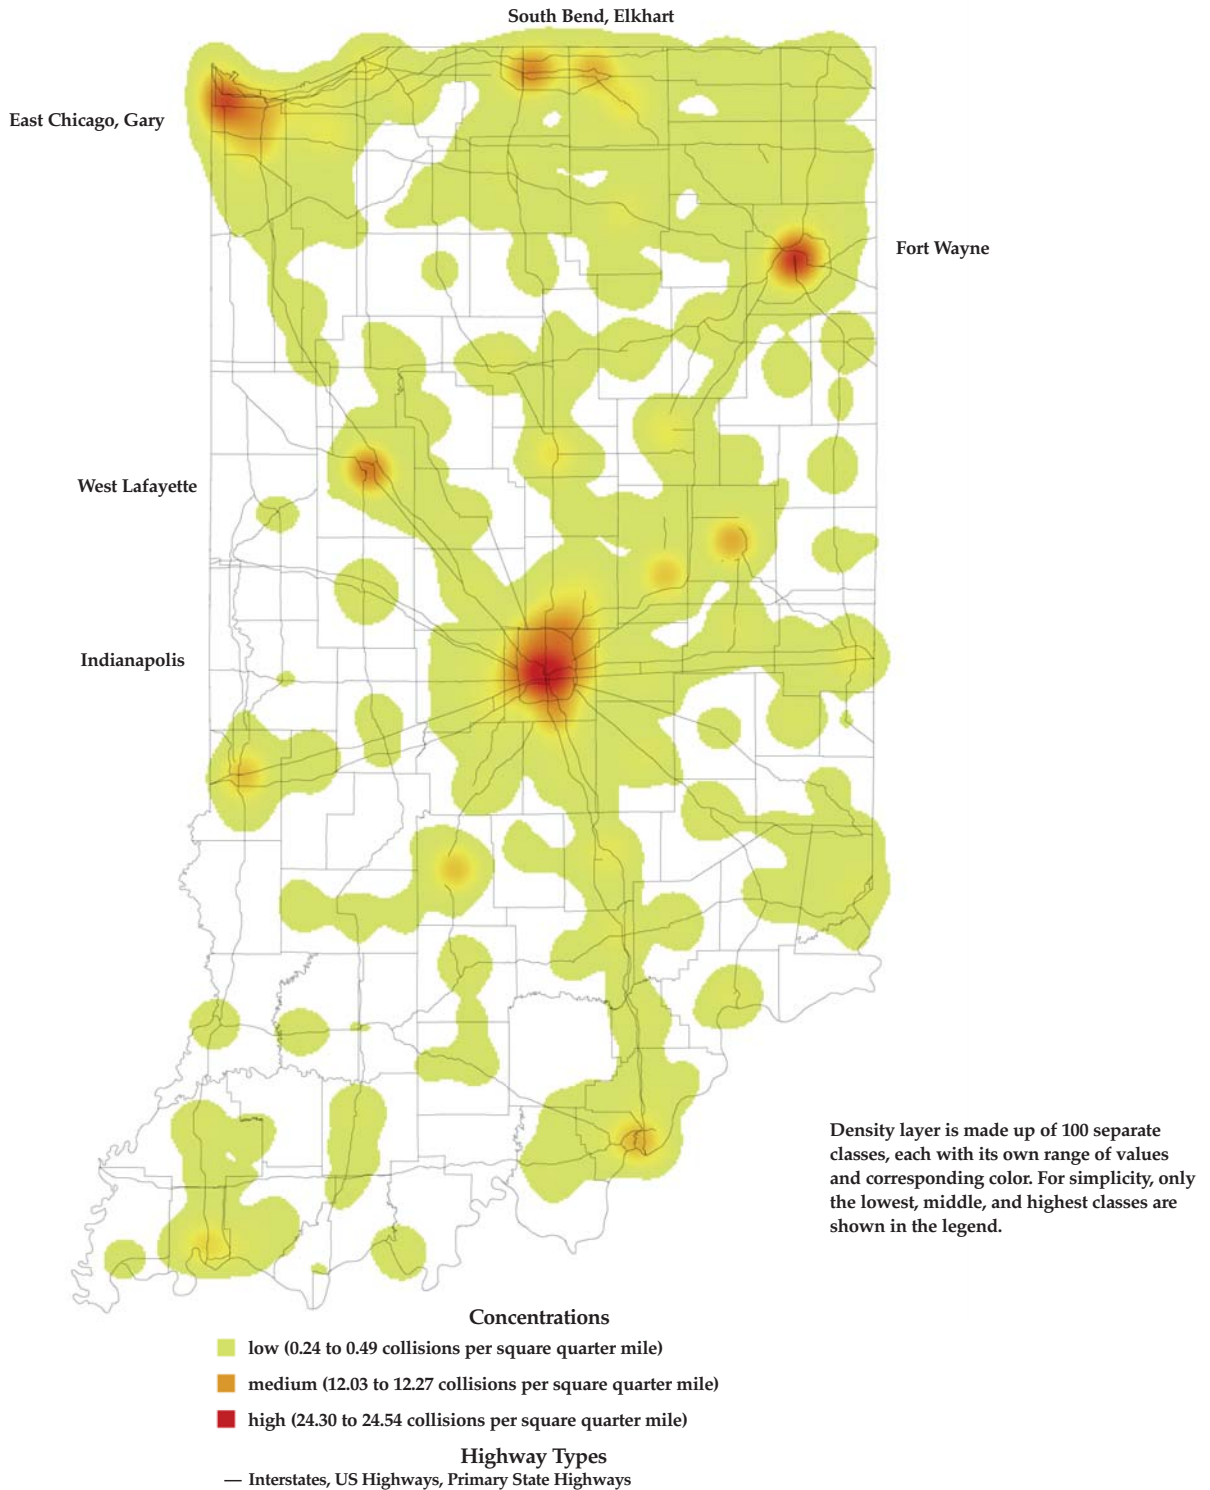 South Bend, Elkhart
East Chicago, Gary
Fort Wayne
West Lafayette
Indianapolis
Density layer is made up of 100 separate
classes, each with its own range of values
and corresponding color. For simplicity, only
the lowest, middle, and highest classes are
shown in the legend.
Concentrations
low (0.24 to 0.49 collisions per square quarter mile)
medium (12.03 to 12.27 collisions per square quarter mile)
high (24.30 to 24.54 collisions per square quarter mile)
Highway Types
Interstates, US Highways, Primary State Highways